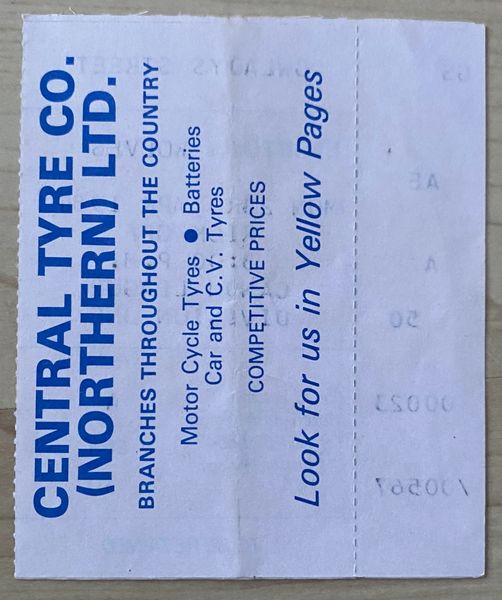 CENTRAL TYRE CO.
(NORTHERN) LTD.
BRANCHES THROUGHOUT THE COUNTRY
Motor Cycle Tyres ● Batteries
Car and C.V. Tyres
COMPETITIVE PRICES
Look for us in Yellow Pages